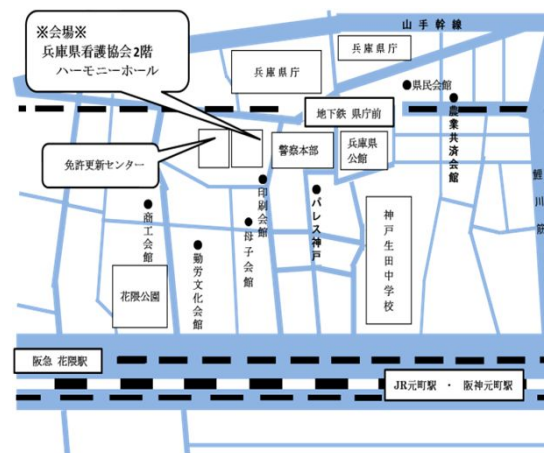 ※会場※
兵庫県看護協会2階
ハーモニーホール
山手幹線
兵庫県庁
兵庫県庁
●県民会館
地下鉄 県庁前
●農業共済会館
免許更新センター
警察本部
兵庫県
公館
鯉川筋
●印刷会館
●パレス神戸
●商工会館
●母子会館
神戸生田中学校
●勤労文化会館
花隈公園
阪急 花隈駅
JR元町駅 ・ 阪神元町駅